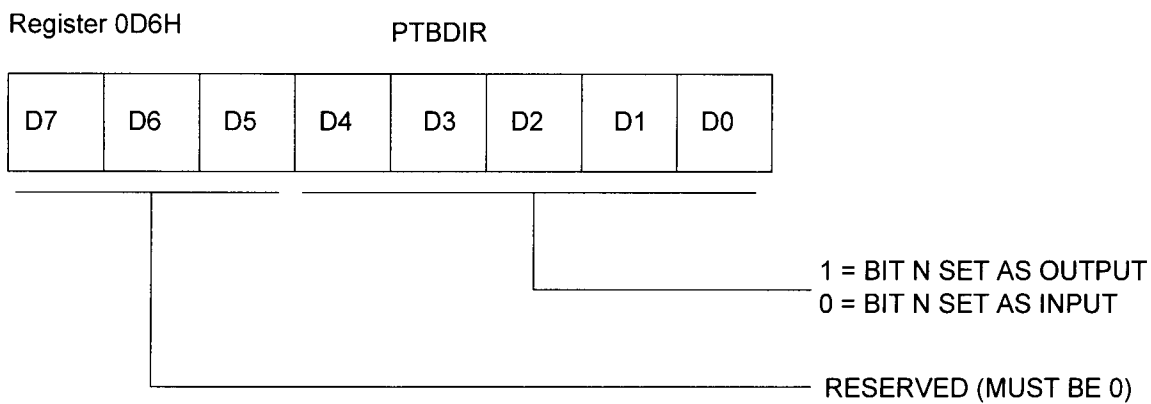 Register 0D6H
PTBDIR
D7 D6 D5 D4 D3 D2 D1 D0
1 = BIT N SET AS OUTPUT
0 = BIT N SET AS INPUT
RESERVED (MUST BE 0)